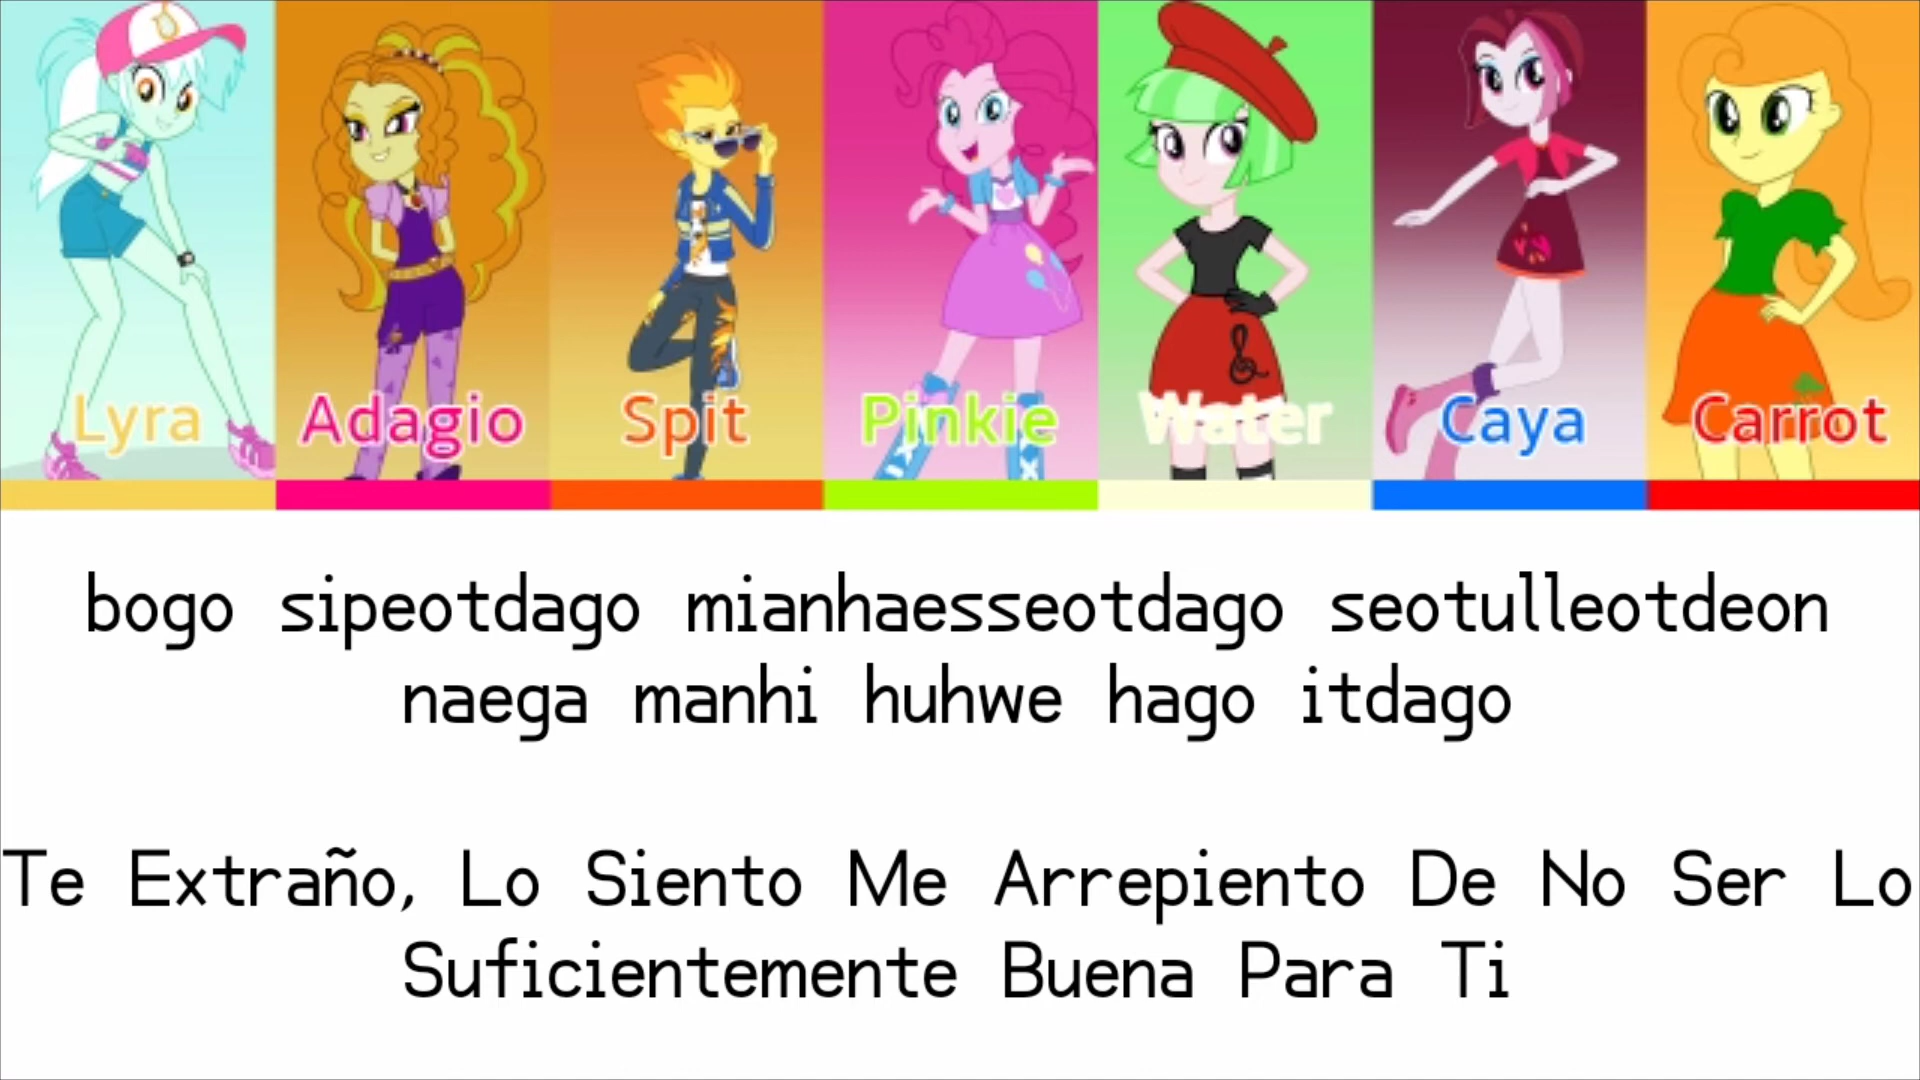 Lyra Adagio Spit Pinkie Water Caya Carrot
bogo sipeotdago mianhaesseotdago seotulleotdeon
naega manhi huhwe hago itdago
Te Extraño, Lo Siento Me Arrepiento De No Ser Lo
Suficientemente Buena Para Ti